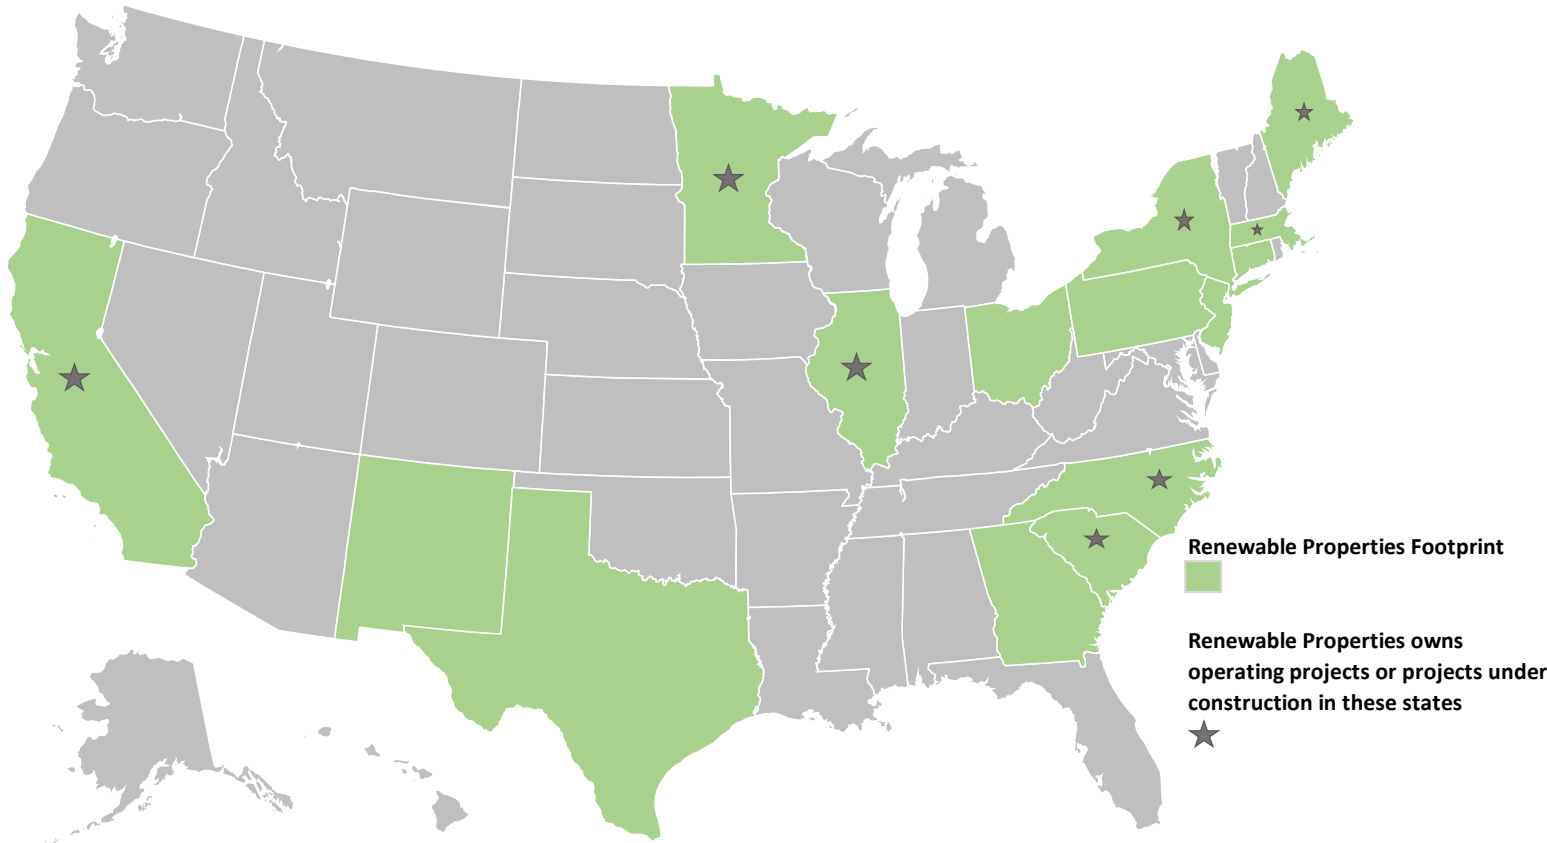 Renewable Properties Footprint
Renewable Properties owns
operating projects or projects under
construction in these states